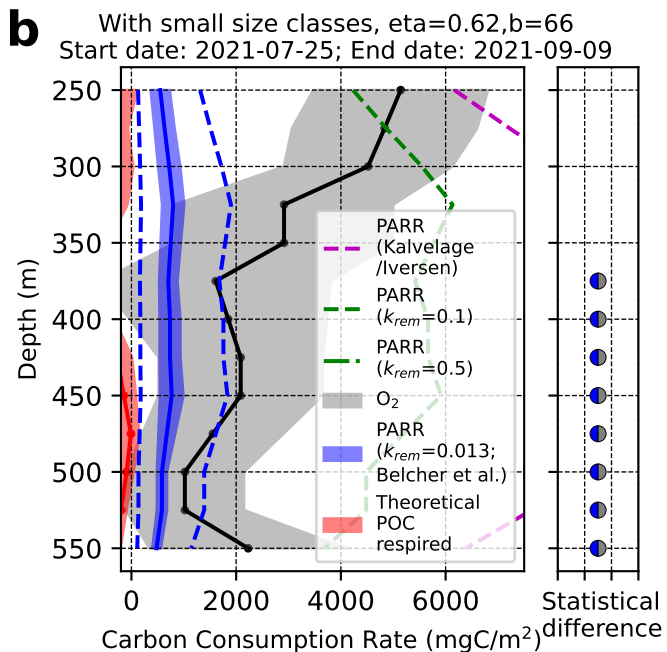 b
With small size classes, eta=0.62,b=66
Start date: 2021-07-25; End date: 2021-09-09
250
300
350
400
450
500
550
Depth (m)
PARR
(Kalvelage
/Iversen)
PARR
(k_rem=0.1)
PARR
(k_rem=0.5)
O₂
PARR
(k_rem=0.013;
Belcher et al.)
Theoretical
POC
respired
0 2000 4000 6000
Carbon Consumption Rate (mgC/m²)
Statistical
difference